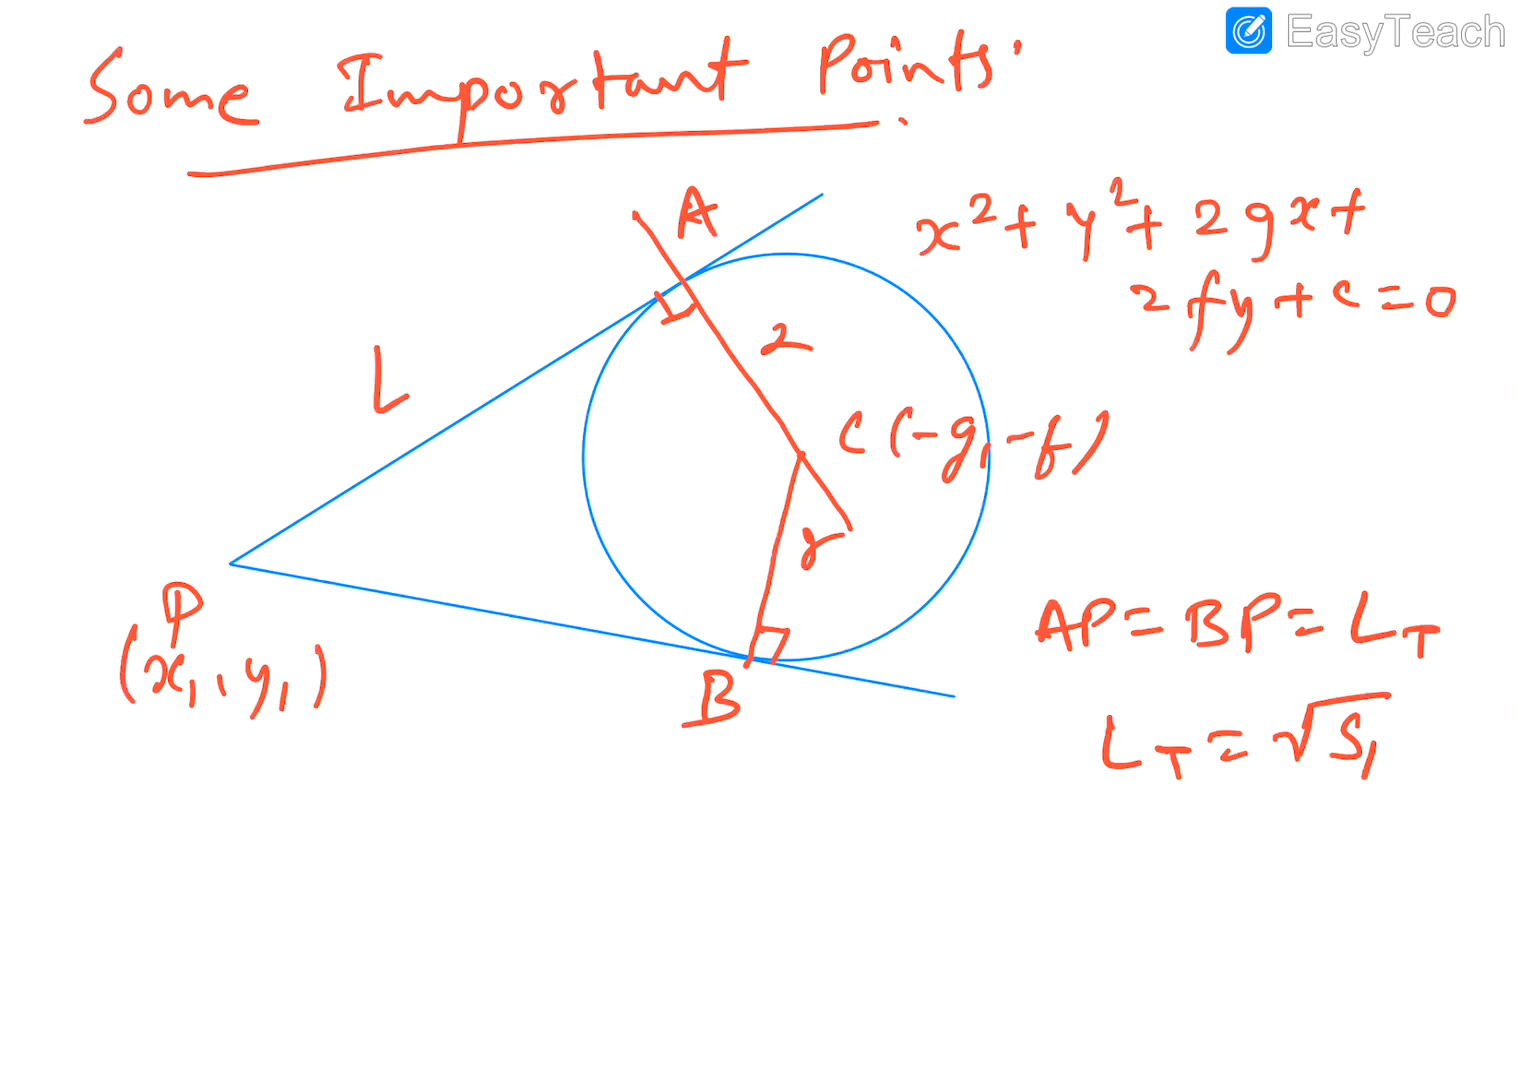 EasyTeach
Some Important Points
A
x² + y² + 2gx +
2fy + c = 0
2
L
C (-g, -f)
r
P
(x₁, y₁)
AP = BP = L_T
B
L_T = √S₁